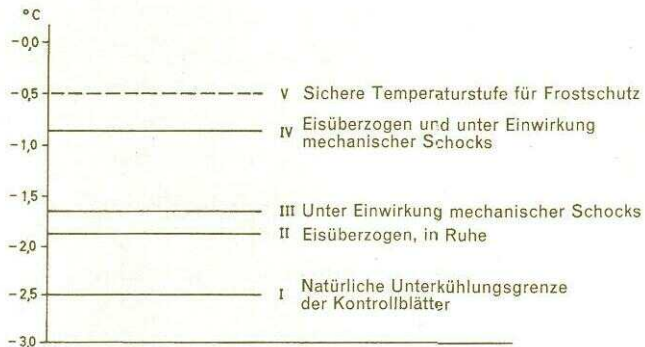 °C
-0,0
-0,5
V Sichere Temperaturstufe für Frostschutz
IV Eisüberzogen und unter Einwirkung
mechanischer Schocks
-1,0
-1,5
III Unter Einwirkung mechanischer Schocks
II Eisüberzogen, in Ruhe
-2,0
-2,5
I Natürliche Unterkühlungsgrenze
der Kontrollblätter
-3,0